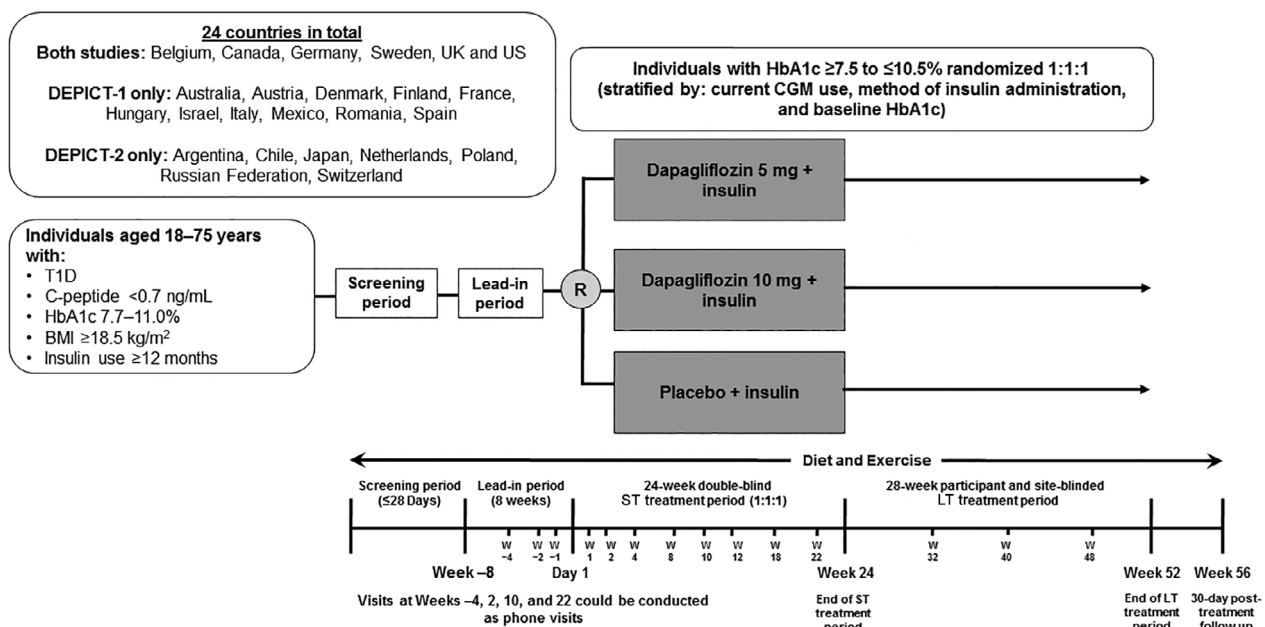 24 countries in total
Both studies: Belgium, Canada, Germany, Sweden, UK and US
DEPICT-1 only: Australia, Austria, Denmark, Finland, France,
Hungary, Israel, Italy, Mexico, Romania, Spain
DEPICT-2 only: Argentina, Chile, Japan, Netherlands, Poland,
Russian Federation, Switzerland
Individuals with HbA1c ≥7.5 to ≤10.5% randomized 1:1:1
(stratified by: current CGM use, method of insulin administration,
and baseline HbA1c)
Individuals aged 18–75 years
with:
• T1D
• C-peptide <0.7 ng/mL
• HbA1c 7.7–11.0%
• BMI ≥18.5 kg/m²
• Insulin use ≥12 months
Screening
period
Lead-in
period
R
Dapagliflozin 5 mg +
insulin
Dapagliflozin 10 mg +
insulin
Placebo + insulin
Diet and Exercise
Screening period
(≤28 Days)
Lead-in period
(8 weeks)
24-week double-blind
ST treatment period (1:1:1)
28-week participant and site-blinded
LT treatment period
W W W W W W W W W W W W W W W
–4 –2 –1 1 2 4 8 10 12 18 22 32 40 48
Week –8 Day 1 Week 24 Week 52 Week 56
Visits at Weeks –4, 2, 10, and 22 could be conducted
as phone visits
End of ST
treatment
period
End of LT
treatment
period
30-day post-
treatment
follow up